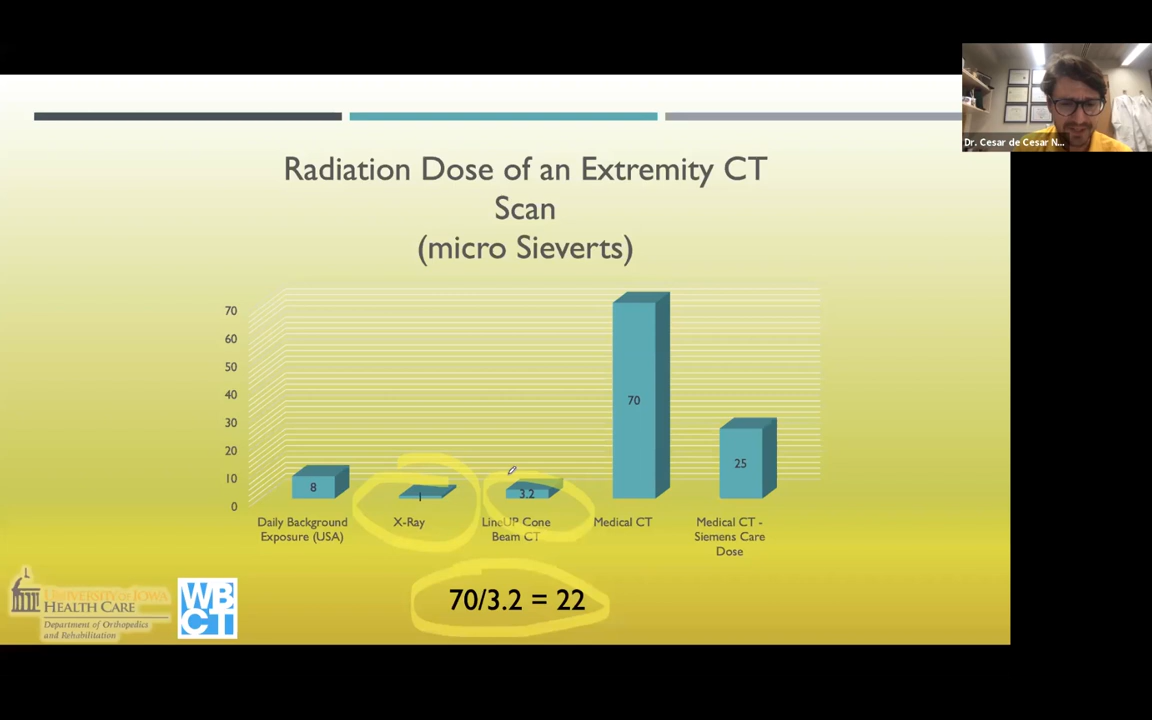 Dr. Cesar de Cesar N...
Radiation Dose of an Extremity CT
Scan
(micro Sieverts)
70
60
50
40
30
20
10
0
8
1
3.2
70
25
Daily Background
Exposure (USA)
X-Ray
LineUP Cone
Beam CT
Medical CT
Medical CT -
Siemens Care
Dose
70/3.2 = 22
UNIVERSITY OF IOWA
HEALTH CARE
Department of Orthopedics
and Rehabilitation
WB
CT